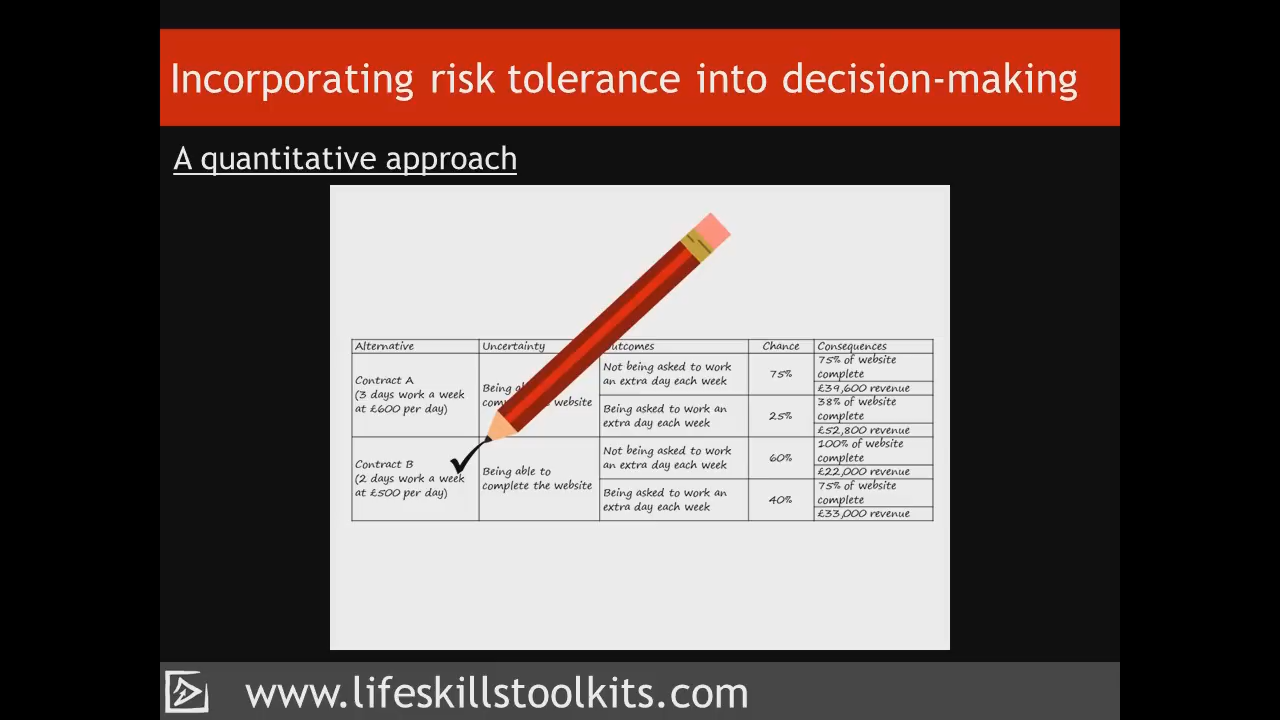 Incorporating risk tolerance into decision-making
A quantitative approach
Alternative
Uncertainty
Chance
Consequences
Contract A
(3 days work a week
at £600 per day)
Being
website
Not being asked to work
an extra day each week
75%
75% of website
complete
£39,600 revenue
Being asked to work an
extra day each week
25%
38% of website
complete
£52,800 revenue
Contract B
(2 days work a week
at £500 per day)
Being able to
complete the website
Not being asked to work
an extra day each week
60%
100% of website
complete
£22,000 revenue
Being asked to work an
extra day each week
40%
75% of website
complete
£33,000 revenue
www.lifeskillstoolkits.com